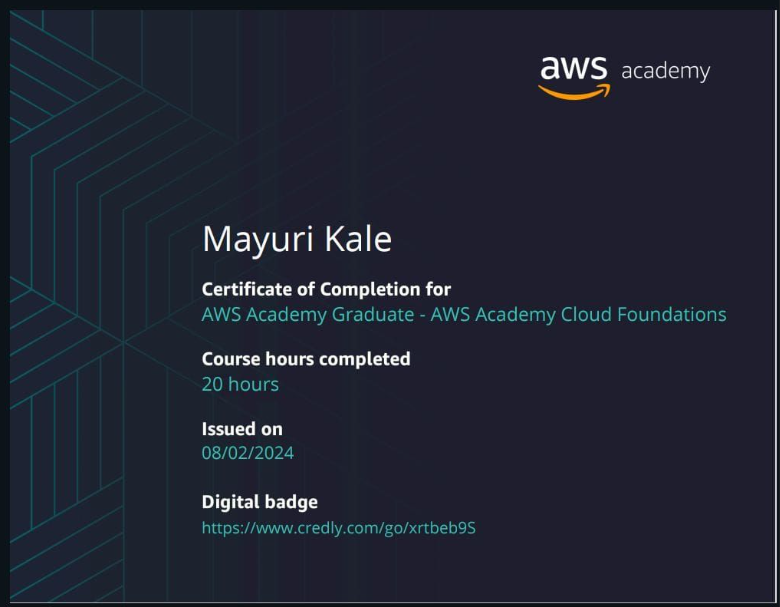 aws academy
Mayuri Kale
Certificate of Completion for
AWS Academy Graduate - AWS Academy Cloud Foundations
Course hours completed
20 hours
Issued on
08/02/2024
Digital badge
https://www.credly.com/go/xrtbeb9S